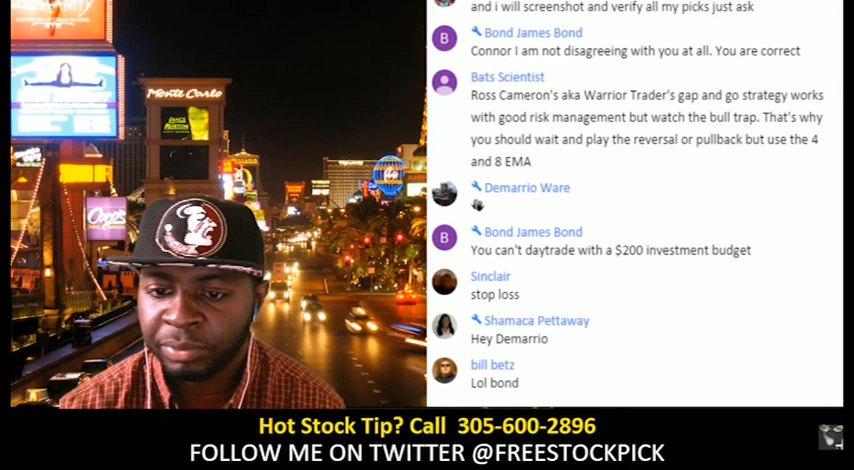 Monte Carlo
LANCE
BURTON
and i will screenshot and verify all my picks just ask
B
Bond James Bond
Connor I am not disagreeing with you at all. You are correct
Bats Scientist
Ross Cameron's aka Warrior Trader's gap and go strategy works
with good risk management but watch the bull trap. That's why
you should wait and play the reversal or pullback but use the 4
and 8 EMA
Demarrio Ware
B
Bond James Bond
You can't daytrade with a $200 investment budget
Sinclair
stop loss
Shamaca Pettaway
Hey Demarrio
bill betz
Lol bond
Hot Stock Tip? Call 305-600-2896
FOLLOW ME ON TWITTER @FREESTOCKPICK